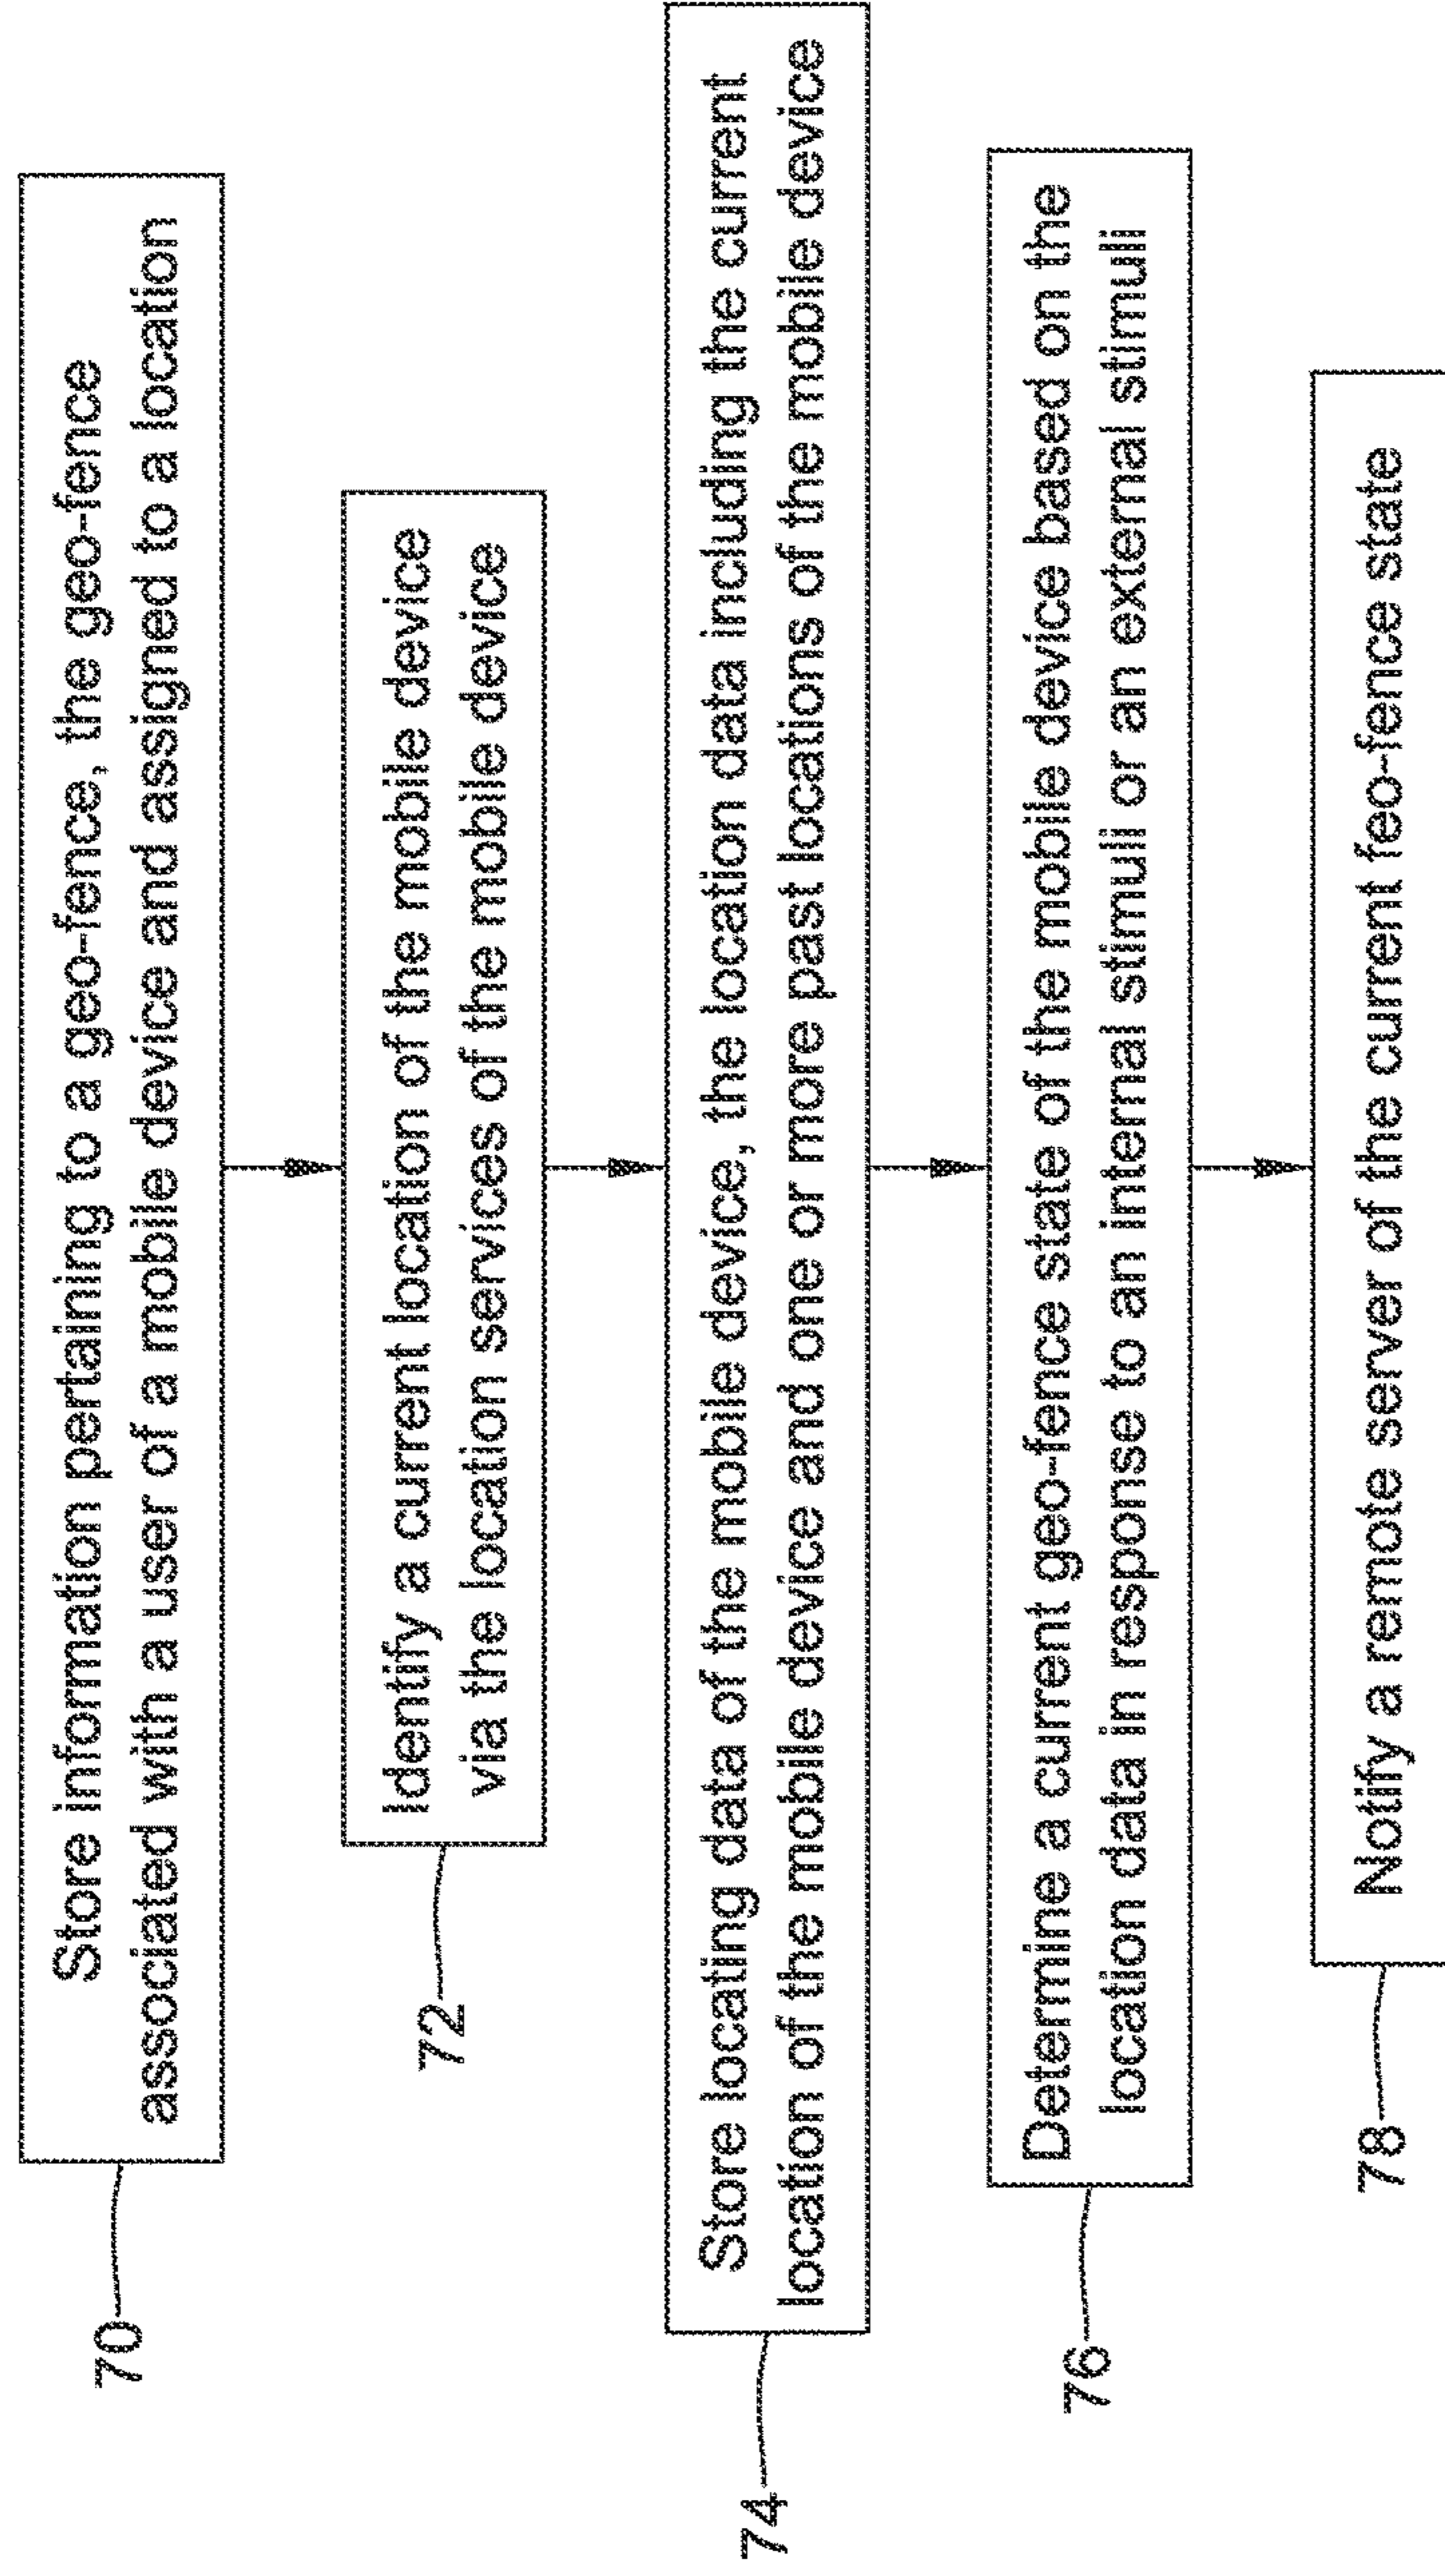 70
Store information pertaining to a geo-fence, the geo-fence
associated with a user of a mobile device and assigned to a location
72
Identify a current location of the mobile device
via the location services of the mobile device
74
Store locating data of the mobile device, the location data including the current
location of the mobile device and one or more past locations of the mobile device
76
Determine a current geo-fence state of the mobile device based on the
location data in response to an internal stimuli or an external stimuli
78
Notify a remote server of the current feo-fence state